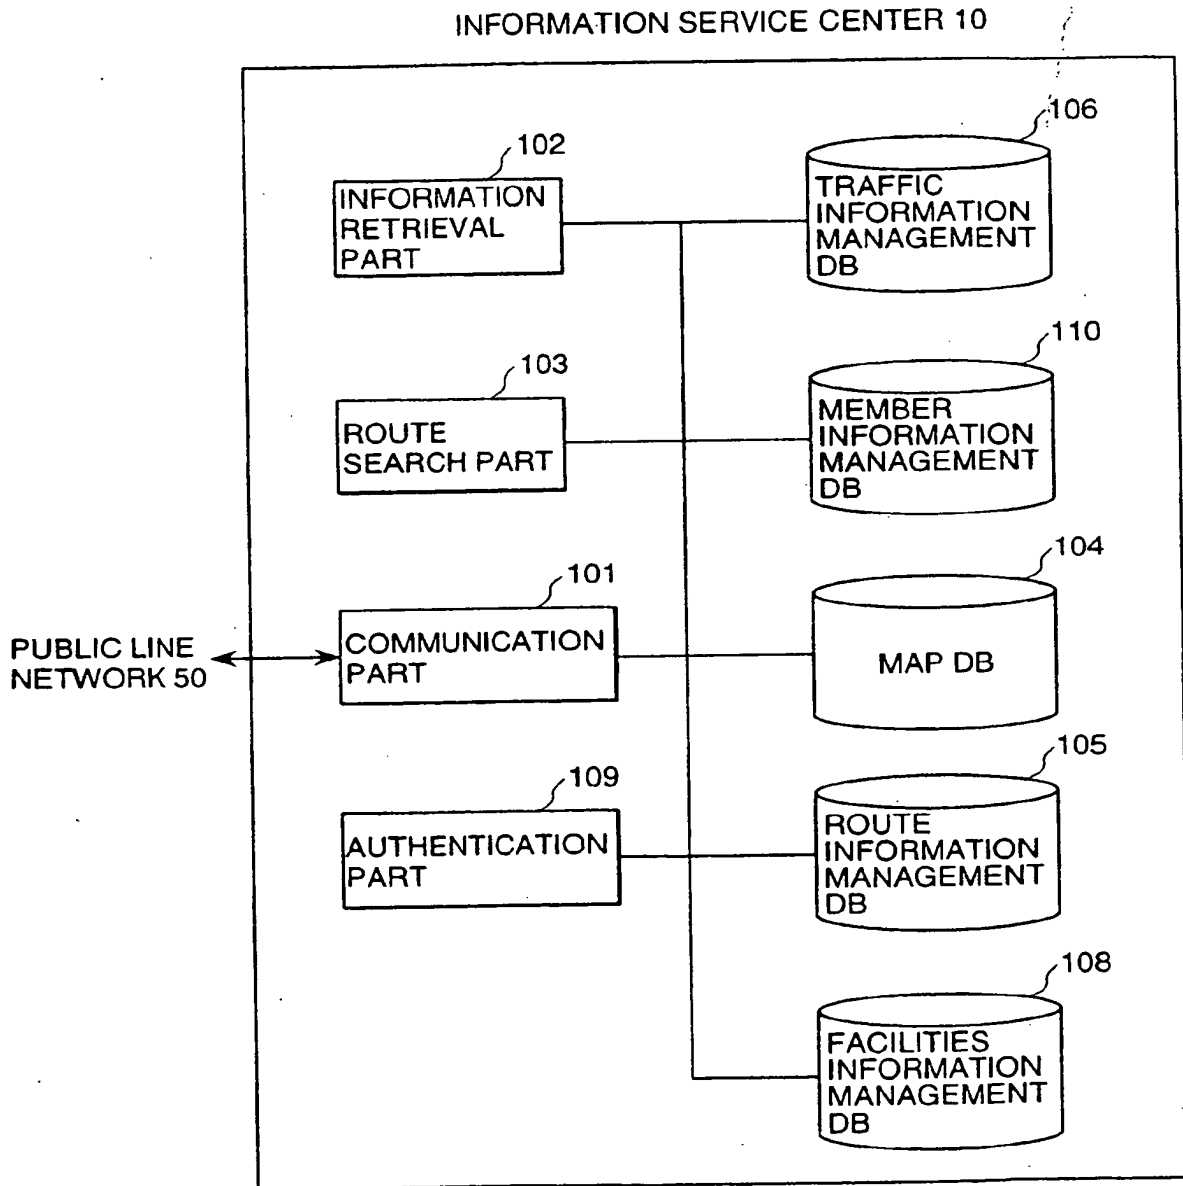 INFORMATION SERVICE CENTER 10
102
INFORMATION
RETRIEVAL
PART
106
TRAFFIC
INFORMATION
MANAGEMENT
DB
103
ROUTE
SEARCH PART
110
MEMBER
INFORMATION
MANAGEMENT
DB
101
COMMUNICATION
PART
104
MAP DB
PUBLIC LINE
NETWORK 50
109
AUTHENTICATION
PART
105
ROUTE
INFORMATION
MANAGEMENT
DB
108
FACILITIES
INFORMATION
MANAGEMENT
DB